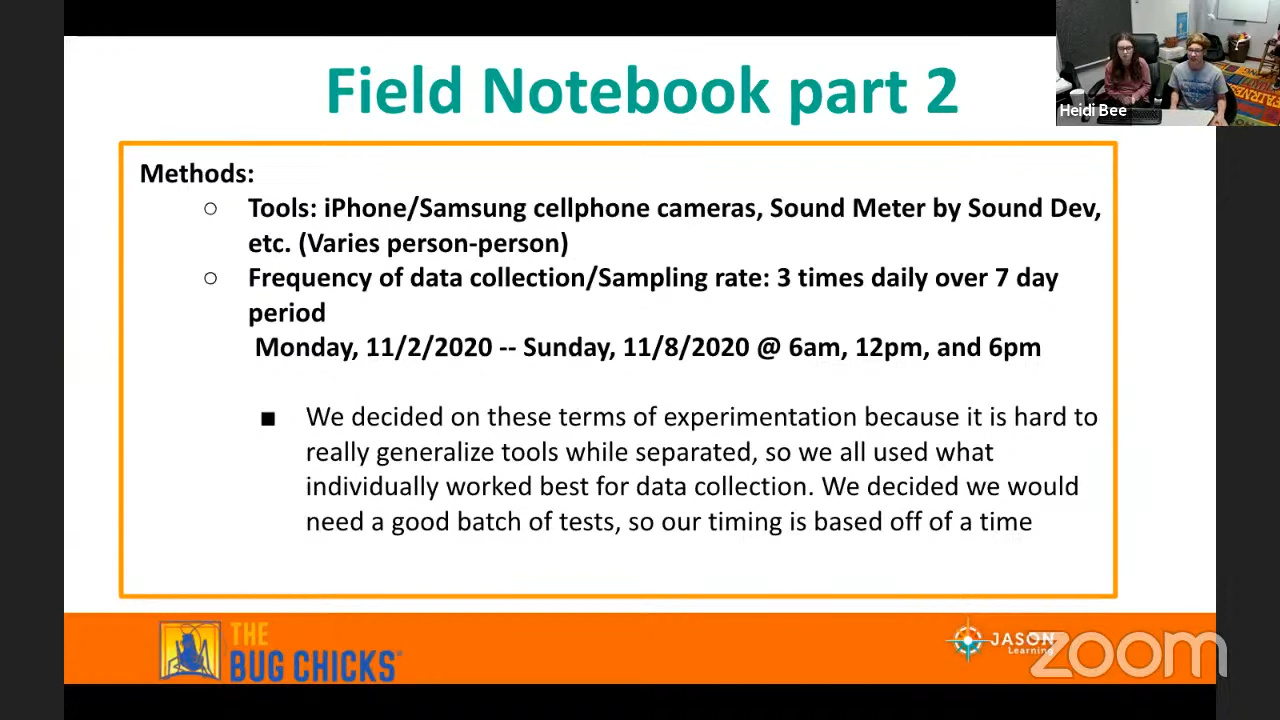 Field Notebook part 2
Heidi Bee
Methods:
○ Tools: iPhone/Samsung cellphone cameras, Sound Meter by Sound Dev,
etc. (Varies person-person)
○ Frequency of data collection/Sampling rate: 3 times daily over 7 day
period
Monday, 11/2/2020 -- Sunday, 11/8/2020 @ 6am, 12pm, and 6pm
■ We decided on these terms of experimentation because it is hard to
really generalize tools while separated, so we all used what
individually worked best for data collection. We decided we would
need a good batch of tests, so our timing is based off of a time
THE
BUG CHICKS
JASON
Learning
zoom